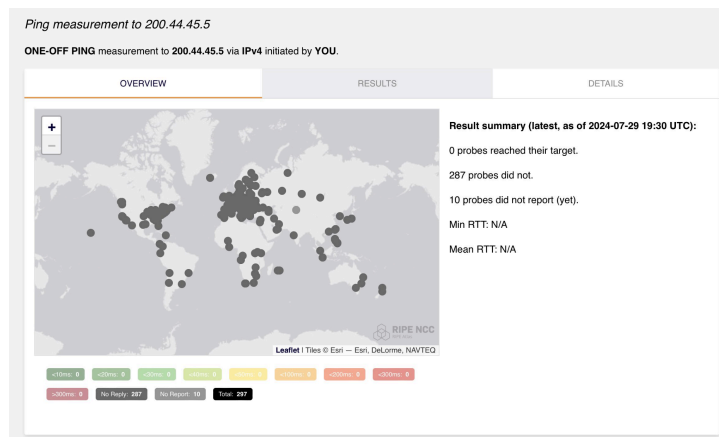 Ping measurement to 200.44.45.5
ONE-OFF PING measurement to 200.44.45.5 via IPv4 initiated by YOU.
OVERVIEW RESULTS DETAILS
+
−
Result summary (latest, as of 2024-07-29 19:30 UTC):
0 probes reached their target.
287 probes did not.
10 probes did not report (yet).
Min RTT: N/A
Mean RTT: N/A
RIPE NCC
Leaflet | Tiles © Esri — Esri, DeLorme, NAVTEQ
<10ms: 0 <20ms: 0 <30ms: 0 <40ms: 0 <100ms: 0 <200ms: 0 <300ms: 0
>300ms: 0 No Reply: 287 No Report: 10 Total: 297